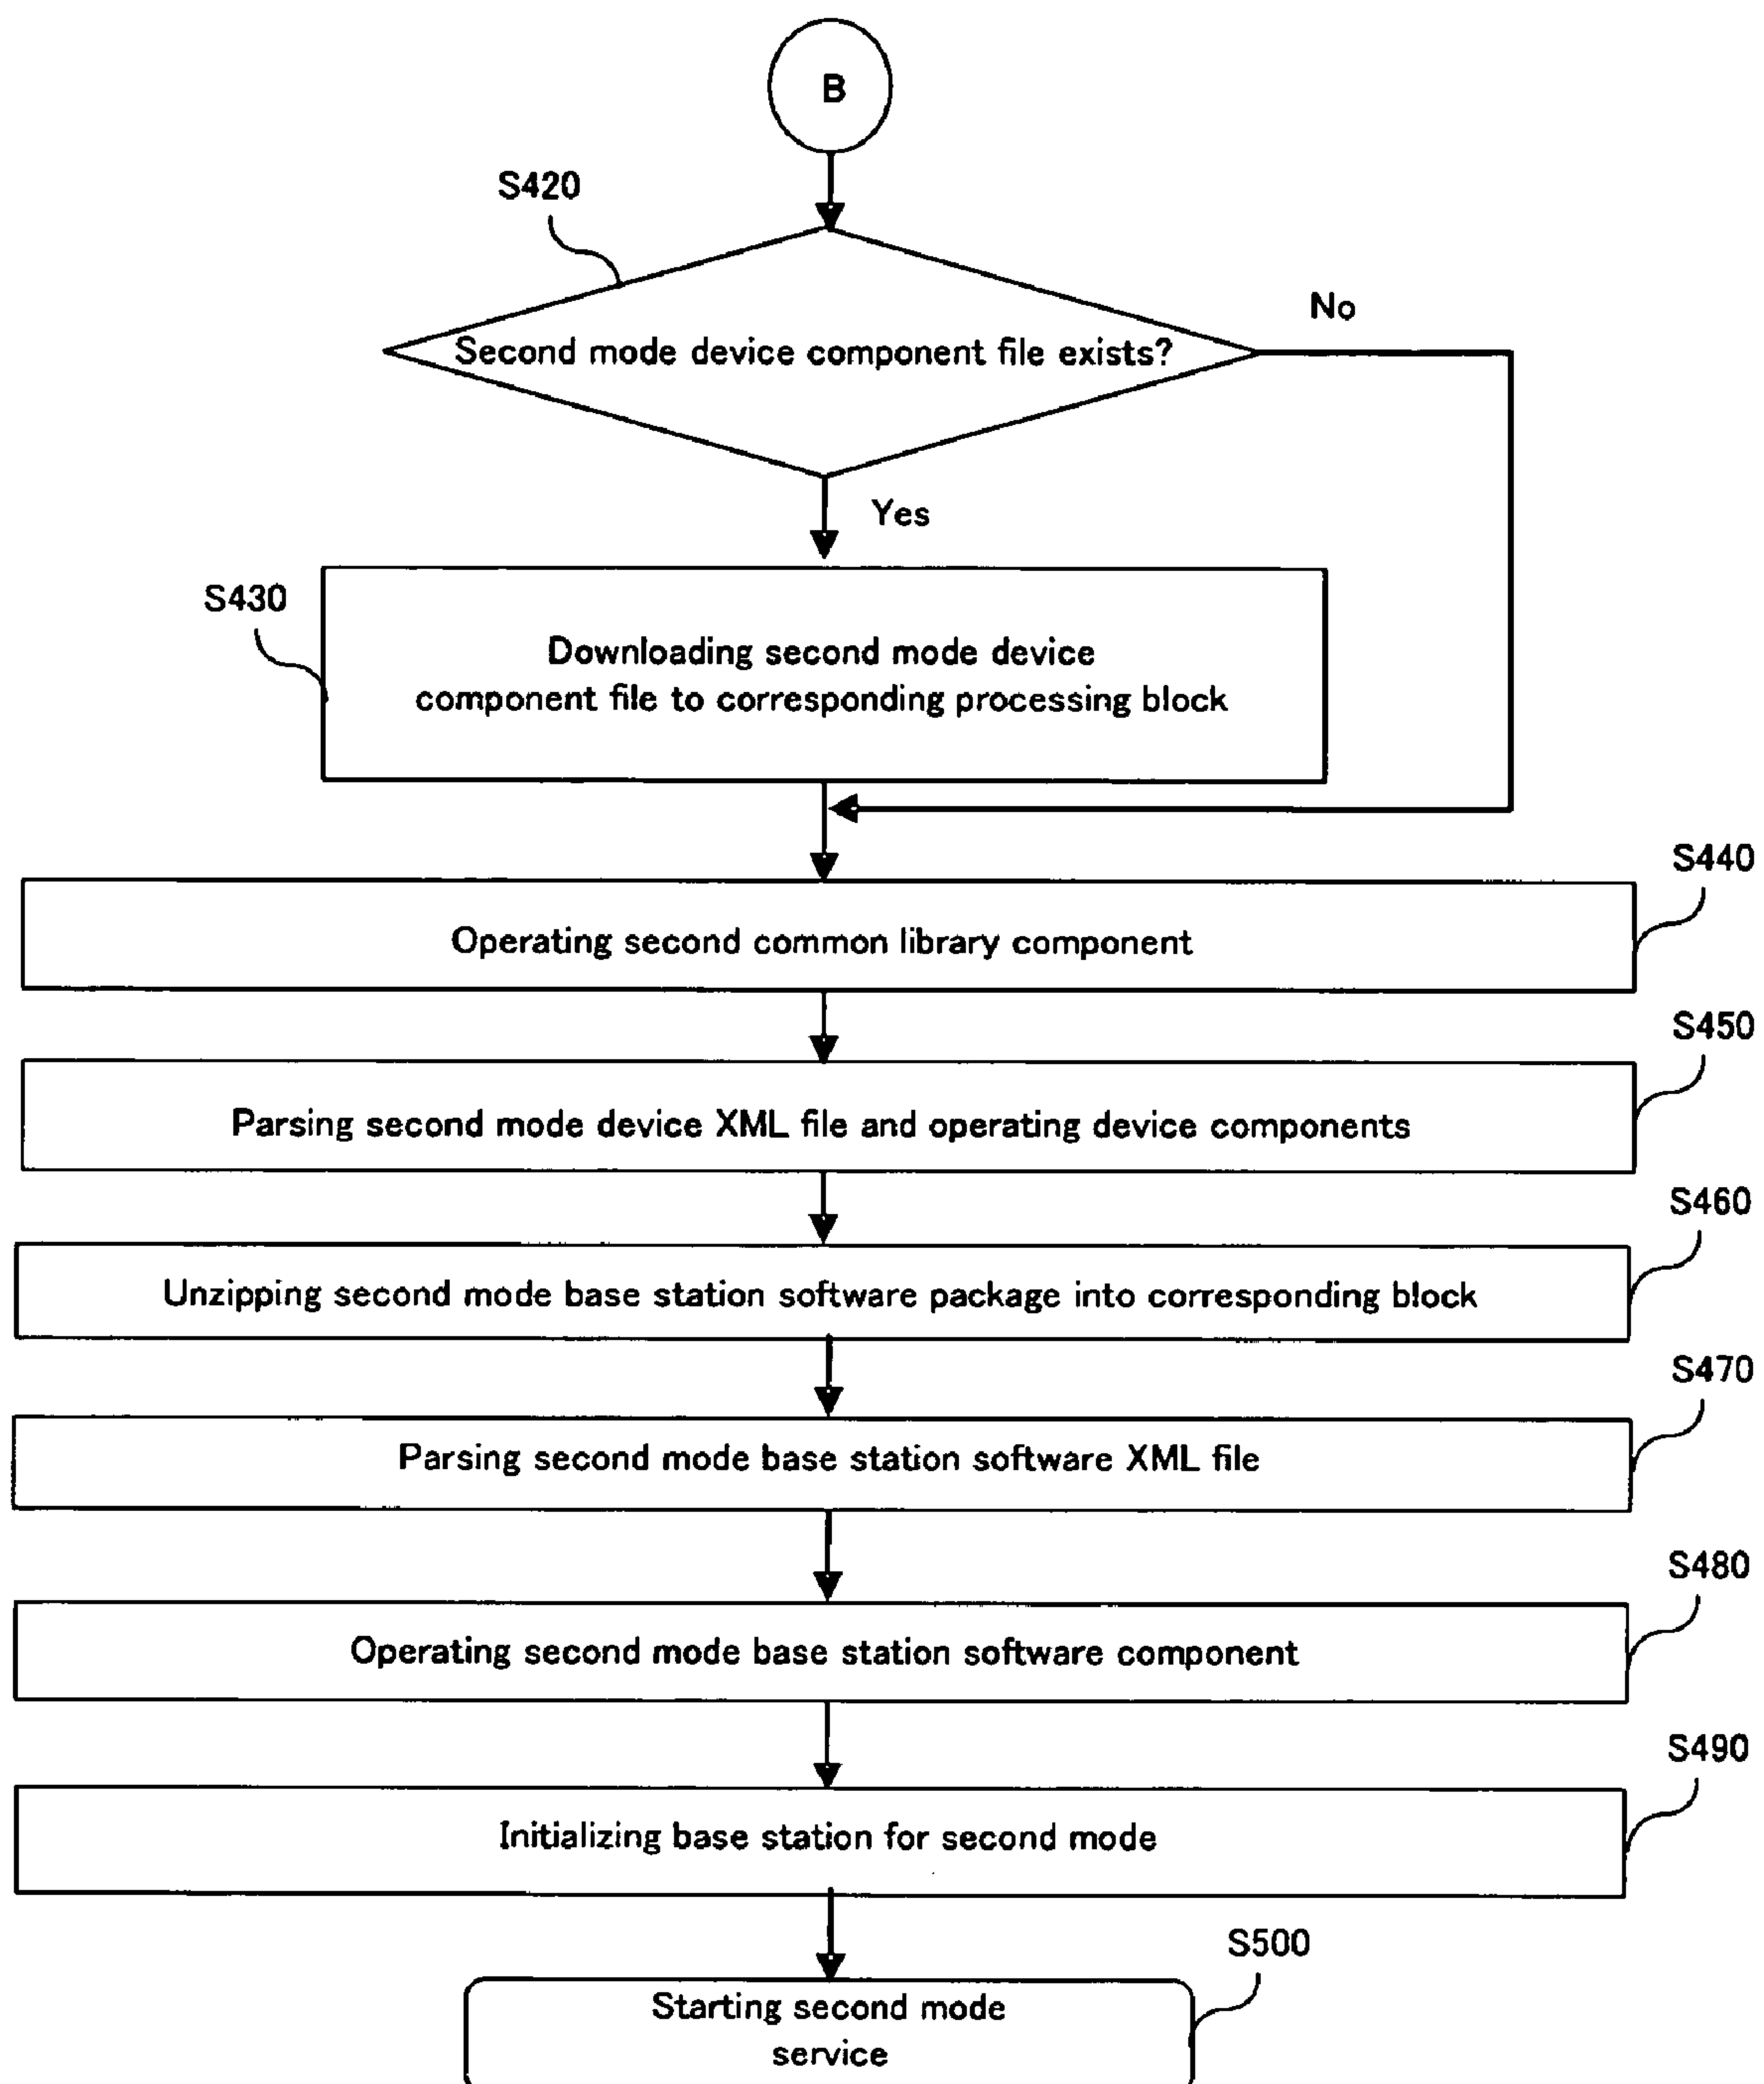 B
S420
No
Second mode device component file exists?
Yes
S430
Downloading second mode device
component file to corresponding processing block
S440
Operating second common library component
S450
Parsing second mode device XML file and operating device components
S460
Unzipping second mode base station software package into corresponding block
S470
Parsing second mode base station software XML file
S480
Operating second mode base station software component
S490
Initializing base station for second mode
S500
Starting second mode
service